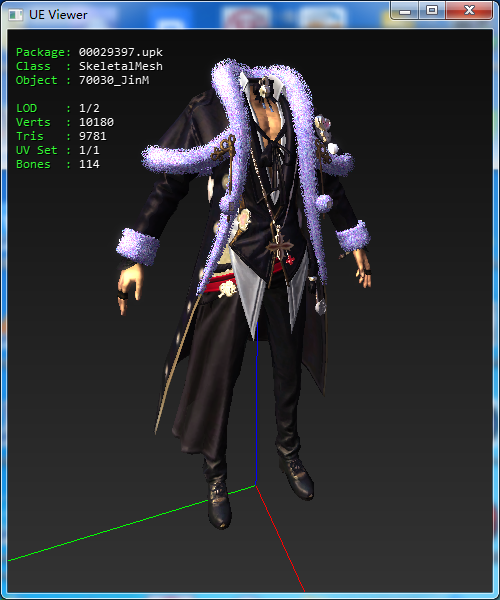 UE Viewer
Package: 00029397.upk
Class : SkeletalMesh
Object : 70030_JinM
LOD : 1/2
Verts : 10180
Tris : 9781
UV Set : 1/1
Bones : 114